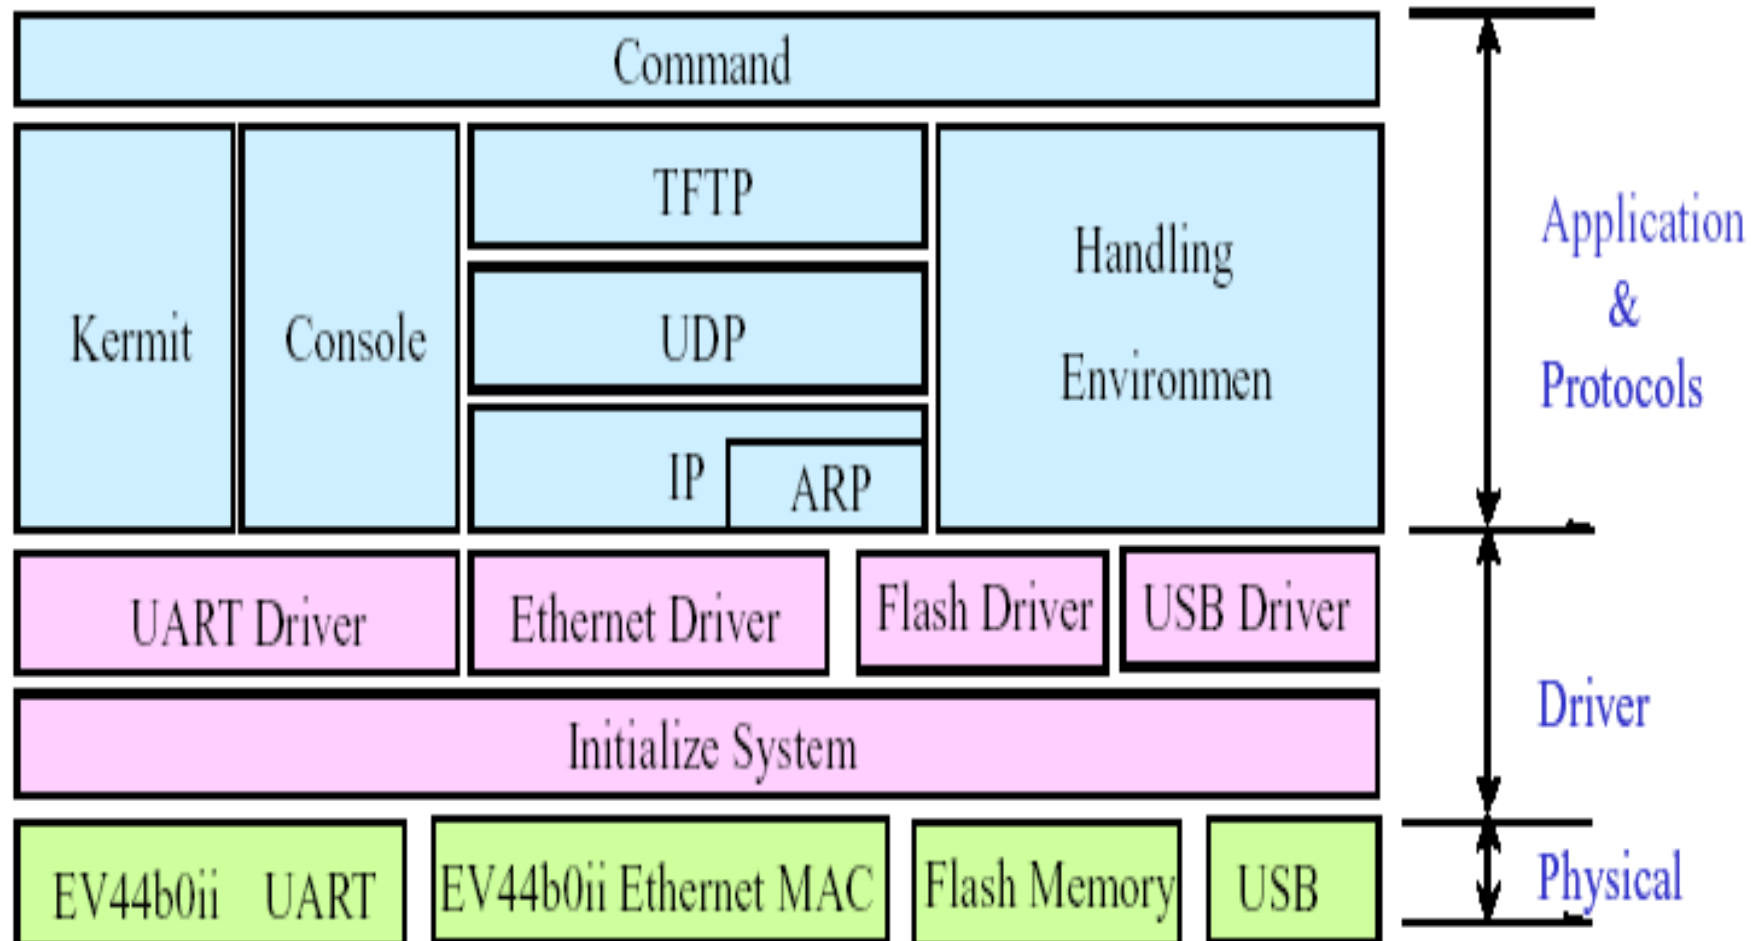 Command
Kermit
Console
TFTP
UDP
IP
ARP
Handling
Environmen
Application
&
Protocols
UART Driver
Ethernet Driver
Flash Driver
USB Driver
Initialize System
Driver
EV44b0ii UART
EV44b0ii Ethernet MAC
Flash Memory
USB
Physical